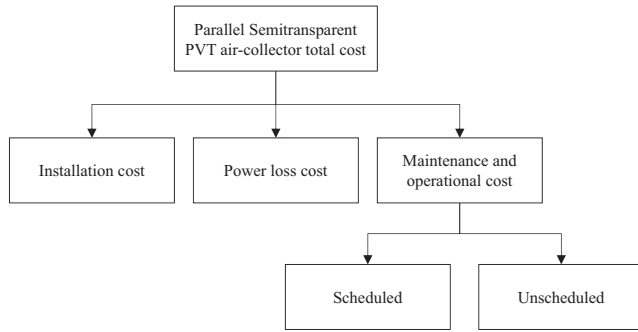 Parallel Semitransparent
PVT air-collector total cost
Installation cost
Power loss cost
Maintenance and
operational cost
Scheduled
Unscheduled